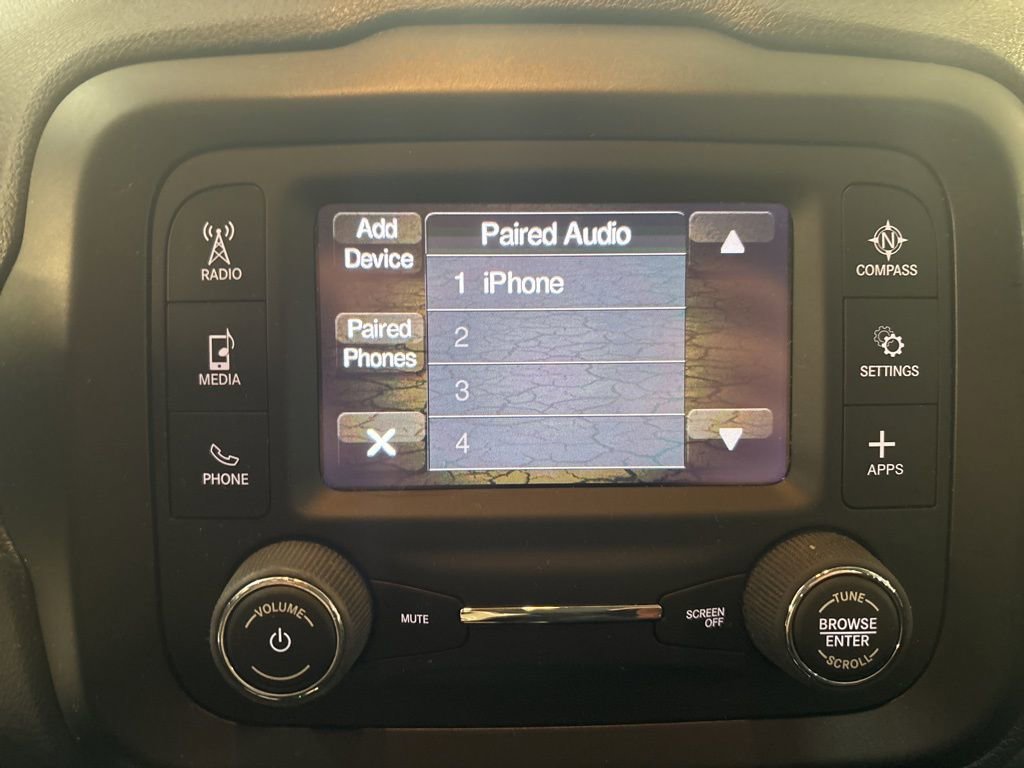 RADIO
MEDIA
PHONE
Add
Device
Paired
Phones
Paired Audio
1 iPhone
2
3
4
N
COMPASS
SETTINGS
APPS
VOLUME
MUTE
SCREEN
OFF
TUNE
BROWSE
ENTER
SCROLL